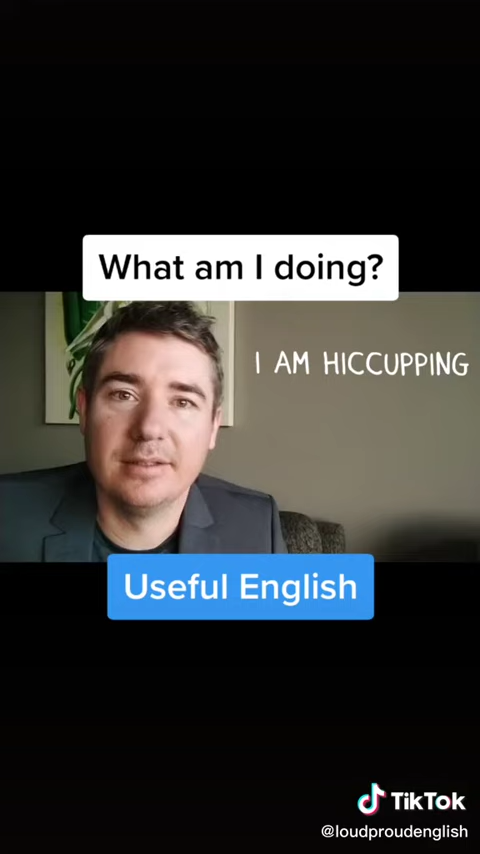 What am I doing?
I AM HICCUPPING
Useful English
TikTok
@loudproudenglish